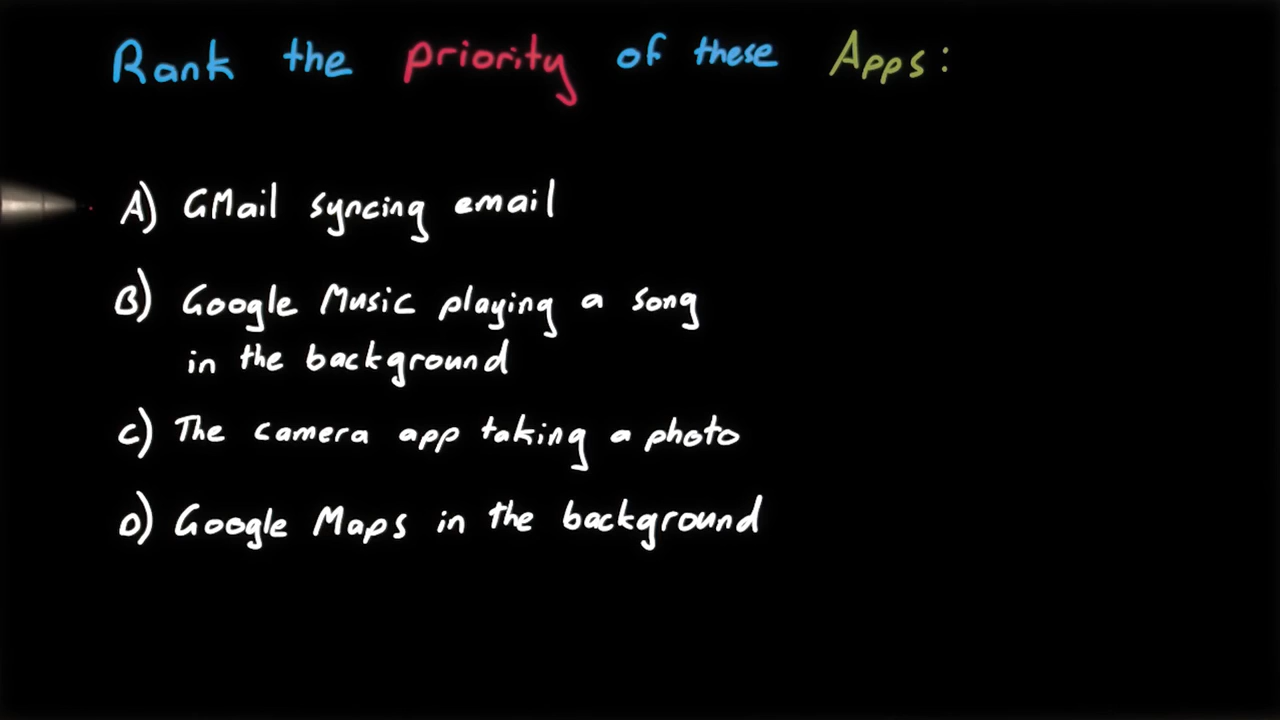 Rank the priority of these Apps:
A) GMail syncing email
B) Google Music playing a song
in the background
C) The camera app taking a photo
D) Google Maps in the background